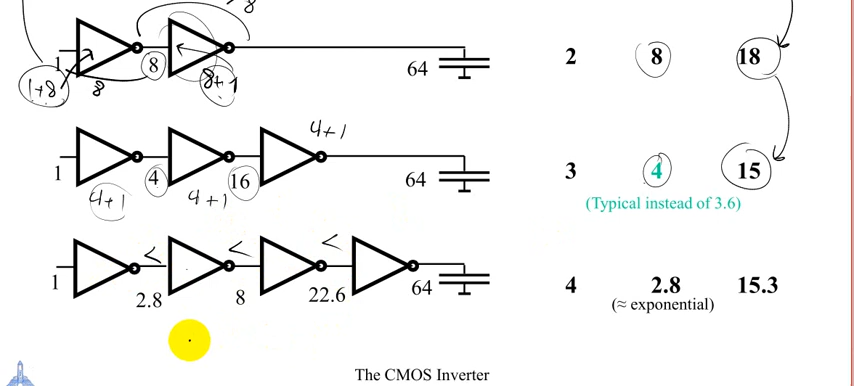 8
1 8 64 2 8 18
1+8 8 8+1
4+1
1 4 16 64 3 4 15
4+1 4+1
(Typical instead of 3.6)
< < <
1 2.8 8 22.6 64 4 2.8 15.3
(≈ exponential)
The CMOS Inverter